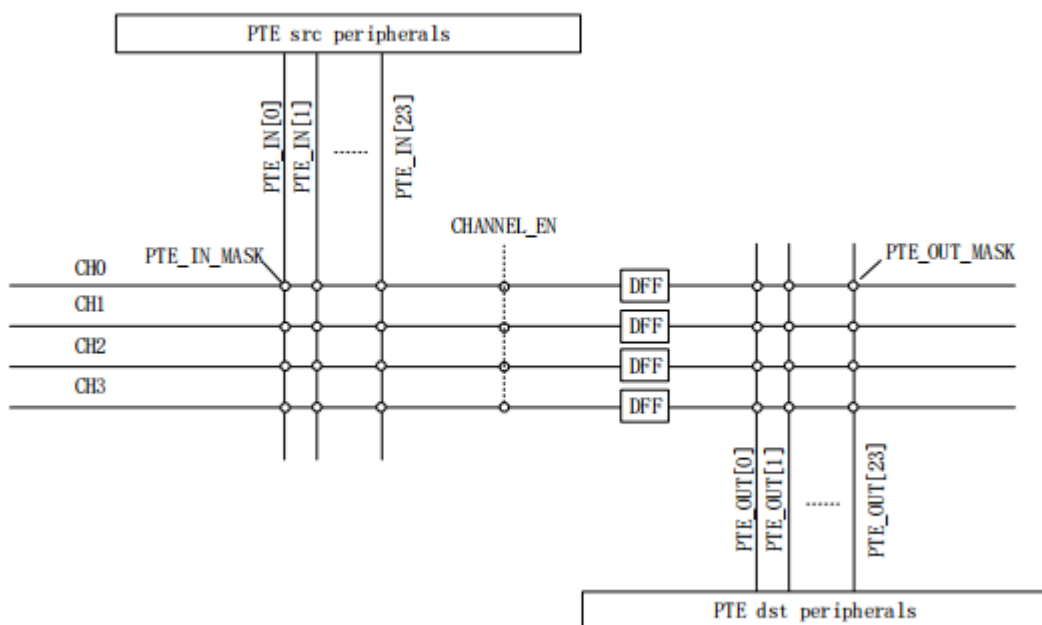 PTE src peripherals
PTE_IN[0]
PTE_IN[1]
......
PTE_IN[23]
CHANNEL_EN
PTE_IN_MASK
PTE_OUT_MASK
CH0
DFF
CH1
DFF
CH2
DFF
CH3
DFF
PTE_OUT[0]
PTE_OUT[1]
......
PTE_OUT[23]
PTE dst peripherals